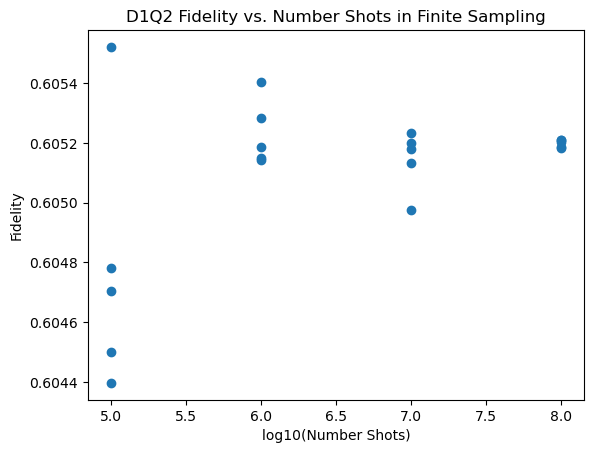 D1Q2 Fidelity vs. Number Shots in Finite Sampling
Fidelity
0.6054
0.6052
0.6050
0.6048
0.6046
0.6044
5.0 5.5 6.0 6.5 7.0 7.5 8.0
log10(Number Shots)